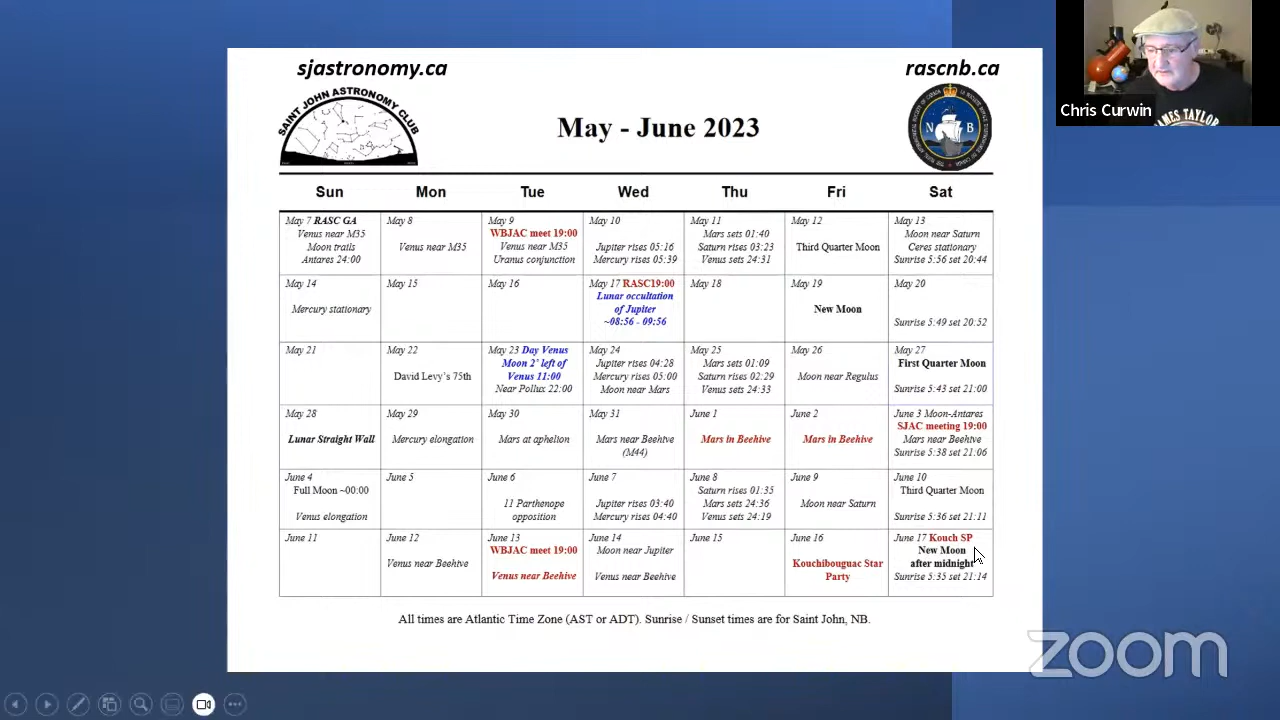 sjastronomy.ca
rascnb.ca
SAINT JOHN ASTRONOMY CLUB
N B
May - June 2023
Chris Curwin
JAMES TAYLOR
Sun Mon Tue Wed Thu Fri Sat
May 7 RASC GA
Venus near M35
Moon trails
Antares 24:00
May 8
Venus near M35
May 9
WBJAC meet 19:00
Venus near M35
Uranus conjunction
May 10
Jupiter rises 05:16
Mercury rises 05:39
May 11
Mars sets 01:40
Saturn rises 03:23
Venus sets 24:31
May 12
Third Quarter Moon
May 13
Moon near Saturn
Ceres stationary
Sunrise 5:56 set 20:44
May 14
Mercury stationary
May 15
May 16
May 17 RASC19:00
Lunar occultation
of Jupiter
~08:56 - 09:56
May 18
May 19
New Moon
May 20
Sunrise 5:49 set 20:52
May 21
May 22
David Levy's 75th
May 23 Day Venus
Moon 2˚ left of
Venus 11:00
Near Pollux 22:00
May 24
Jupiter rises 04:28
Mercury rises 05:00
Moon near Mars
May 25
Mars sets 01:09
Saturn rises 02:29
Venus sets 24:33
May 26
Moon near Regulus
May 27
First Quarter Moon
Sunrise 5:43 set 21:00
May 28
Lunar Straight Wall
May 29
Mercury elongation
May 30
Mars at aphelion
May 31
Mars near Beehive
(M44)
June 1
Mars in Beehive
June 2
Mars in Beehive
June 3 Moon-Antares
SJAC meeting 19:00
Mars near Beehive
Sunrise 5:38 set 21:06
June 4
Full Moon ~00:00
Venus elongation
June 5
June 6
11 Parthenope
opposition
June 7
Jupiter rises 03:40
Mercury rises 04:40
June 8
Saturn rises 01:35
Mars sets 24:36
Venus sets 24:19
June 9
Moon near Saturn
June 10
Third Quarter Moon
Sunrise 5:36 set 21:11
June 11
June 12
Venus near Beehive
June 13
WBJAC meet 19:00
Venus near Beehive
June 14
Moon near Jupiter
Venus near Beehive
June 15
June 16
Kouchibouguac Star
Party
June 17 Kouch SP
New Moon
after midnight
Sunrise 5:35 set 21:14
All times are Atlantic Time Zone (AST or ADT). Sunrise / Sunset times are for Saint John, NB.
zoom